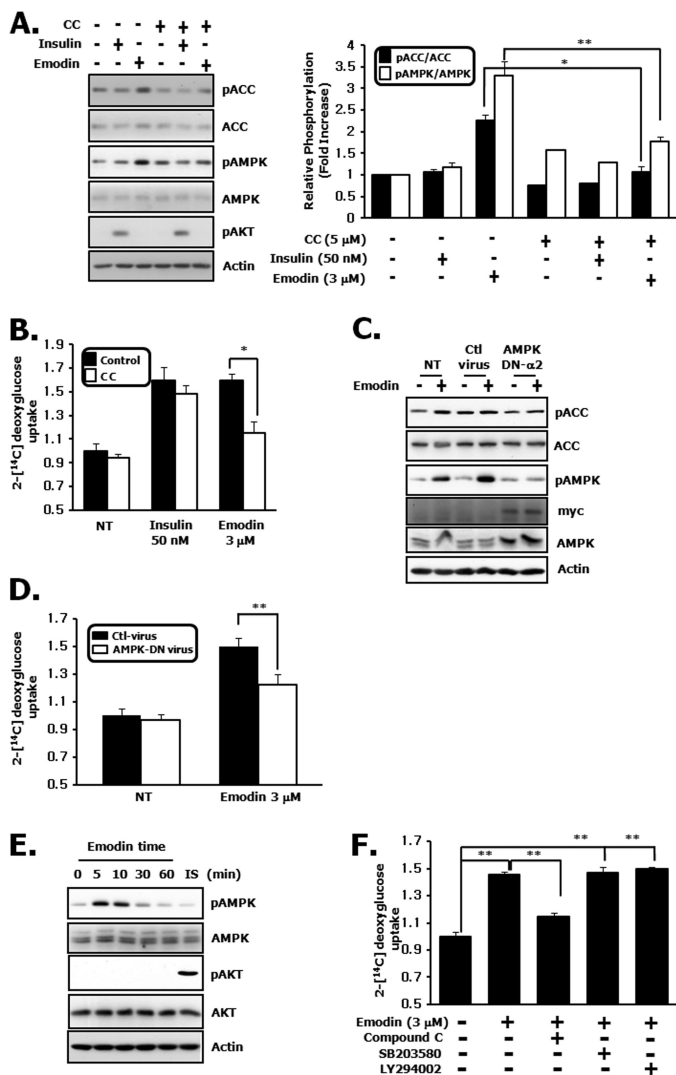 A.
CC - - - + + +
Insulin - + - - + -
Emodin - - + - - +
pACC
ACC
pAMPK
AMPK
pAKT
Actin
Relative Phosphorylation
(Fold Increase)
4
3.5
3
2.5
2
1.5
1
0.5
0
pACC/ACC
pAMPK/AMPK
**
*
CC (5 µM) - - - + + +
Insulin (50 nM) - + - - + -
Emodin (3 µM) - - + - - +
B.
2-[¹⁴C] deoxyglucose
uptake
1.9
1.7
1.5
1.3
1.1
0.9
0.7
0.5
Control
CC
*
NT
Insulin
50 nM
Emodin
3 µM
C.
NT
Ctl
virus
AMPK
DN-α2
Emodin - + - + - +
pACC
ACC
pAMPK
myc
AMPK
Actin
D.
2-[¹⁴C] deoxyglucose
uptake
1.7
1.5
1.3
1.1
0.9
0.7
0.5
Ctl-virus
AMPK-DN virus
**
NT
Emodin 3 µM
E.
Emodin time
0 5 10 30 60 IS (min)
pAMPK
AMPK
pAKT
AKT
Actin
F.
2-[¹⁴C] deoxyglucose
uptake
1.7
1.5
1.3
1.1
0.9
0.7
0.5
** ** ** **
Emodin (3 µM) - + + + +
Compound C - - + - -
SB203580 - - - + -
LY294002 - - - - +